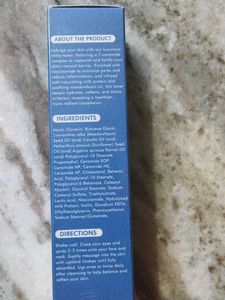 ABOUT THE PRODUCT
Indulge your skin with our luxurious
milky toner, featuring a 7-ceramide
complex to replenish and fortify your
skin's natural barrier. Enriched with
Niacinamide to minimise pores and
reduce inflammation, and infused
with nourishing milk protein and
soothing meadowfoam oil, this toner
deeply hydrates, softens, and calms
irritation, revealing a healthier,
more radiant complexion.
INGREDIENTS
Aqua, Glycerin, Butylene Glycol,
Limnanthes alba (Meadowfoam)
Seed Oil (and) Canola Oil (and)
Helianthus annuus (Sunflower) Seed
Oil (and) Argania spinosa Kernel Oil
(and) Polyglyceryl-10 Stearate,
Propanediol, Ceramide EOP,
Ceramide NP, Ceramide NS,
Ceramide AP, Cholesterol, Behenic
Acid, Polyglyceryl-10 Stearate,
Polyglyceryl-6 Behenate, Cetearyl
Alcohol, Glyceryl Stearate, Sodium
Cetearyl Sulfate, Triethylcitrate,
Lactic Acid, Niacinamide, Hydrolyzed
Milk Protein, Inulin, Disodium EDTA,
Ethylhexylglycerin, Phenoxyethanol,
Sodium Stearoyl Glutamate.
DIRECTIONS
Shake well. Close your eyes and
spray 2-3 times onto your face and
neck. Gently massage into the skin
with upward strokes until fully
absorbed. Use once or twice daily
after cleansing to help balance and
soften your skin.